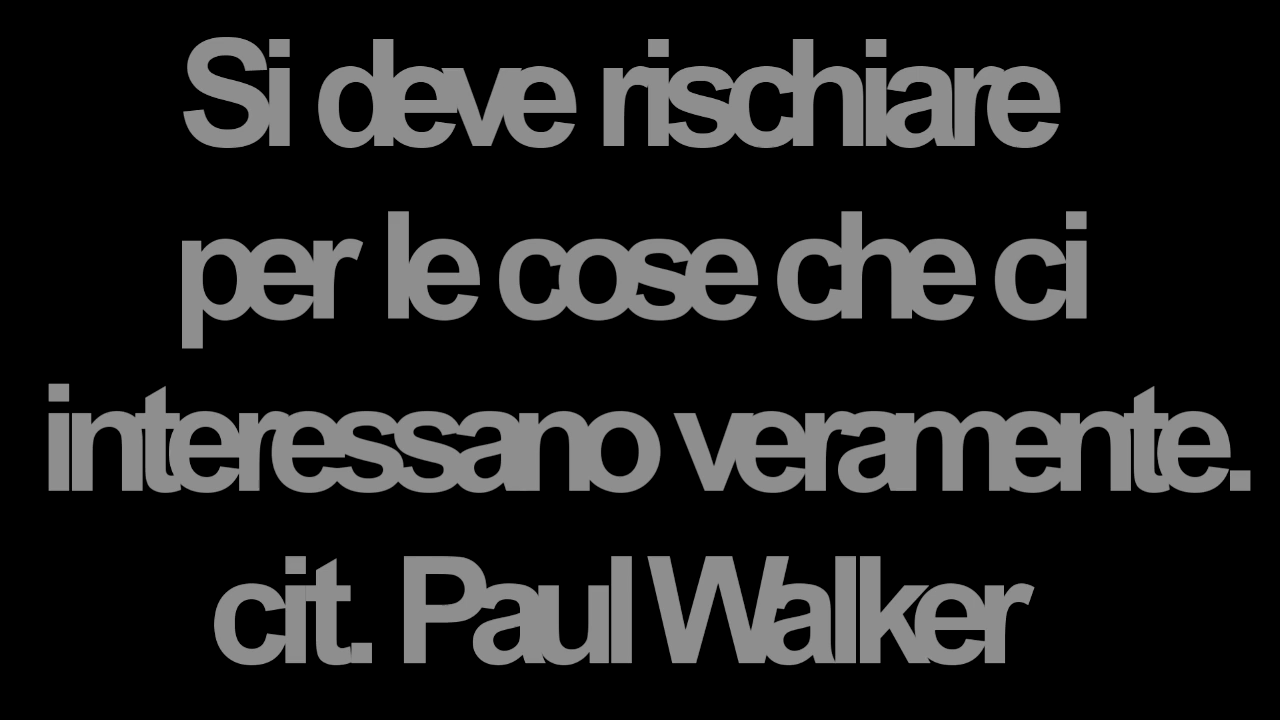 Si deve rischiare
per le cose che ci
interessano veramente.
cit. Paul Walker